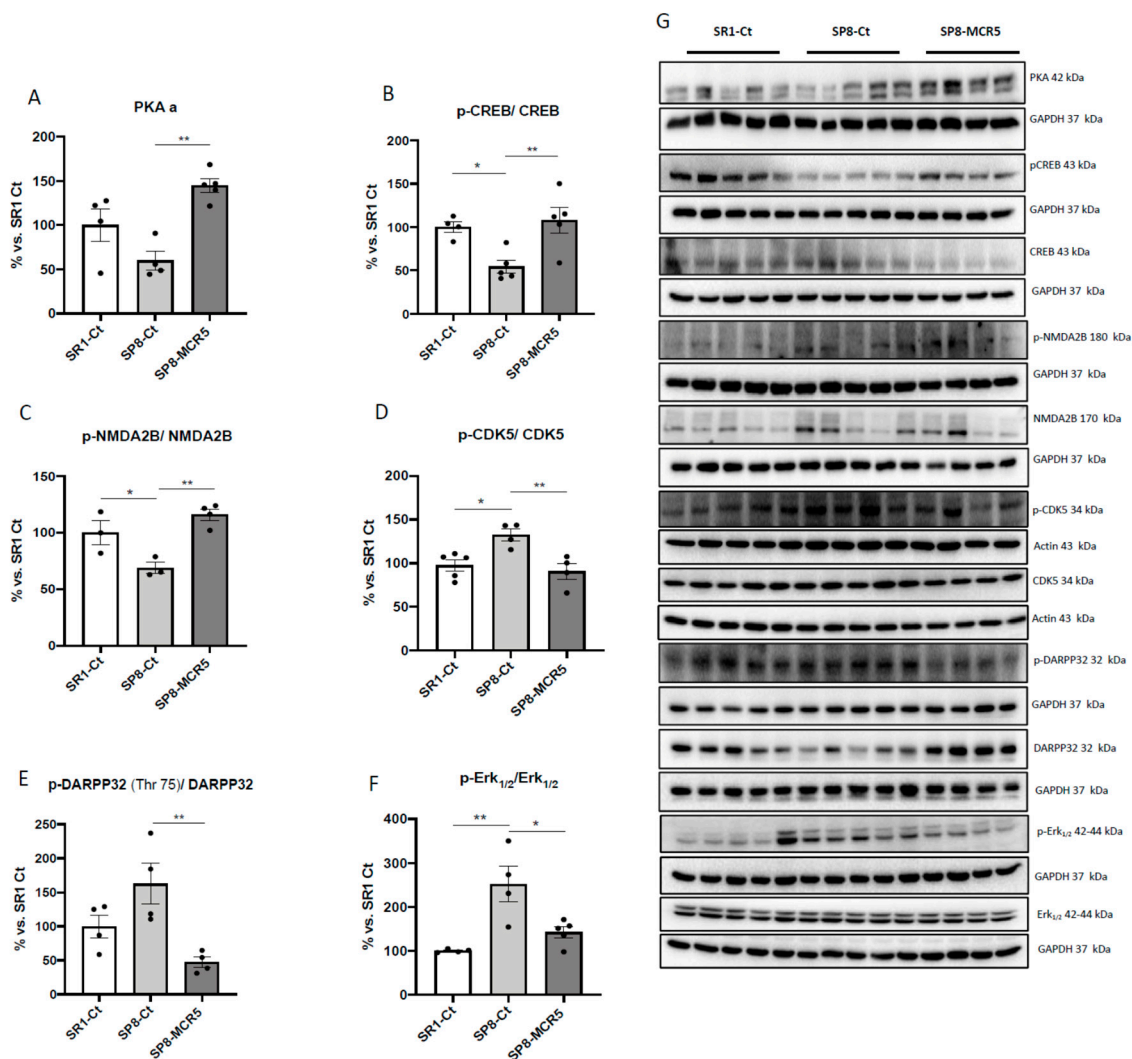 A
PKA a
% vs. SR1 Ct
200
150
100
50
0
**
SR1-Ct
SP8-Ct
SP8-MCR5
B
p-CREB/ CREB
% vs. SR1 Ct
200
150
100
50
0
*
**
SR1-Ct
SP8-Ct
SP8-MCR5
C
p-NMDA2B/ NMDA2B
% vs. SR1 Ct
150
100
50
0
*
**
SR1-Ct
SP8-Ct
SP8-MCR5
D
p-CDK5/ CDK5
% vs. SR1 Ct
200
150
100
50
0
*
**
SR1-Ct
SP8-Ct
SP8-MCR5
E
p-DARPP32 (Thr 75)/ DARPP32
% vs. SR1 Ct
250
200
150
100
50
0
**
SR1-Ct
SP8-Ct
SP8-MCR5
F
p-Erk1/2/Erk1/2
% vs. SR1 Ct
400
300
200
100
0
**
*
SR1-Ct
SP8-Ct
SP8-MCR5
G
SR1-Ct SP8-Ct SP8-MCR5
PKA 42 kDa
GAPDH 37 kDa
pCREB 43 kDa
GAPDH 37 kDa
CREB 43 kDa
GAPDH 37 kDa
p-NMDA2B 180 kDa
GAPDH 37 kDa
NMDA2B 170 kDa
GAPDH 37 kDa
p-CDK5 34 kDa
Actin 43 kDa
CDK5 34 kDa
Actin 43 kDa
p-DARPP32 32 kDa
GAPDH 37 kDa
DARPP32 32 kDa
GAPDH 37 kDa
p-Erk1/2 42-44 kDa
GAPDH 37 kDa
Erk1/2 42-44 kDa
GAPDH 37 kDa